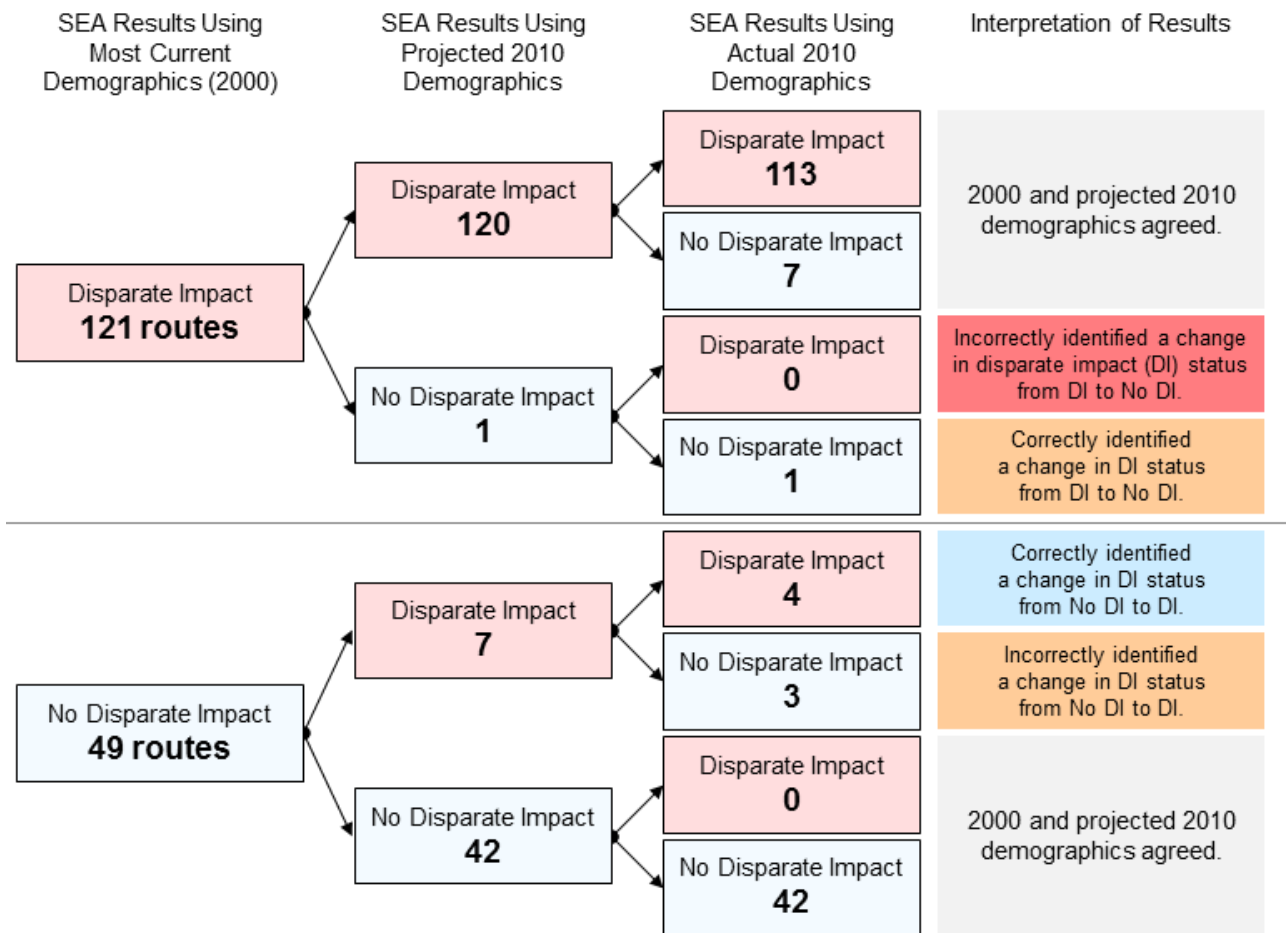 SEA Results Using
Most Current
Demographics (2000)
SEA Results Using
Projected 2010
Demographics
SEA Results Using
Actual 2010
Demographics
Interpretation of Results
Disparate Impact
121 routes
Disparate Impact
120
Disparate Impact
113
No Disparate Impact
7
2000 and projected 2010
demographics agreed.
No Disparate Impact
1
Disparate Impact
0
Incorrectly identified a change
in disparate impact (DI) status
from DI to No DI.
No Disparate Impact
1
Correctly identified
a change in DI status
from DI to No DI.
No Disparate Impact
49 routes
Disparate Impact
7
Disparate Impact
4
Correctly identified
a change in DI status
from No DI to DI.
No Disparate Impact
3
Incorrectly identified
a change in DI status
from No DI to DI.
No Disparate Impact
42
Disparate Impact
0
No Disparate Impact
42
2000 and projected 2010
demographics agreed.